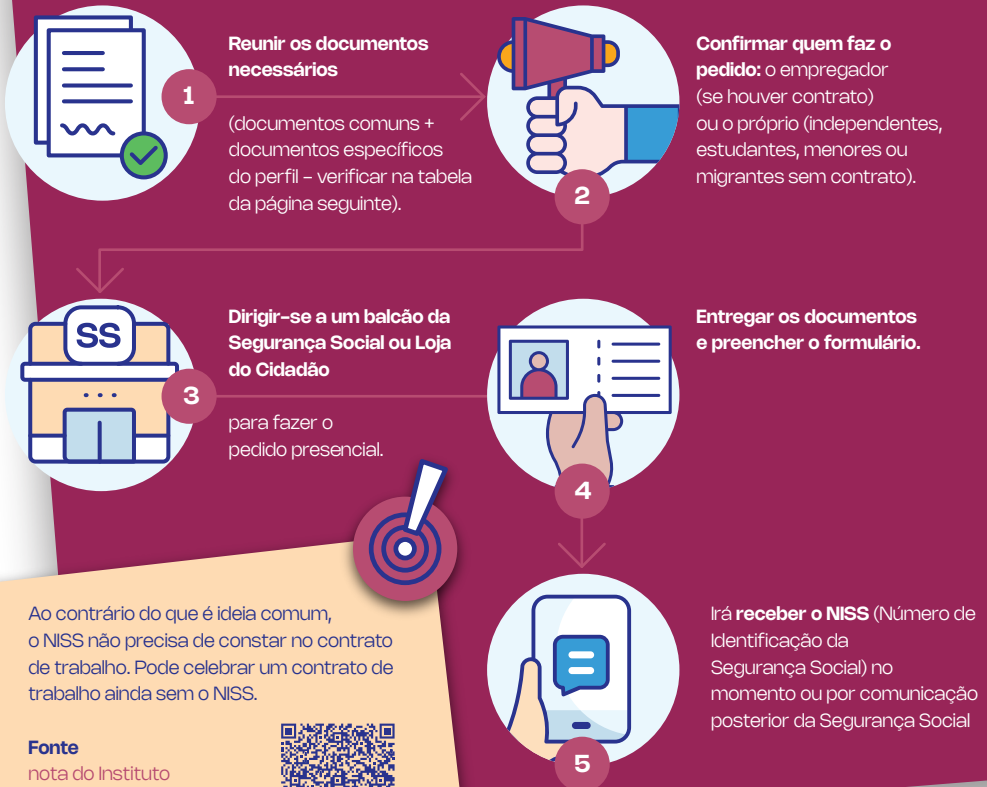 1
Reunir os documentos
necessários
(documentos comuns +
documentos específicos
do perfil – verificar na tabela
da página seguinte).
2
Confirmar quem faz o
pedido: o empregador
(se houver contrato)
ou o próprio (independentes,
estudantes, menores ou
migrantes sem contrato).
SS
3
Dirigir-se a um balcão da
Segurança Social ou Loja
do Cidadão
para fazer o
pedido presencial.
4
Entregar os documentos
e preencher o formulário.
5
Irá receber o NISS (Número de
Identificação da
Segurança Social) no
momento ou por comunicação
posterior da Segurança Social
Ao contrário do que é ideia comum,
o NISS não precisa de constar no contrato
de trabalho. Pode celebrar um contrato de
trabalho ainda sem o NISS.
Fonte
nota do Instituto